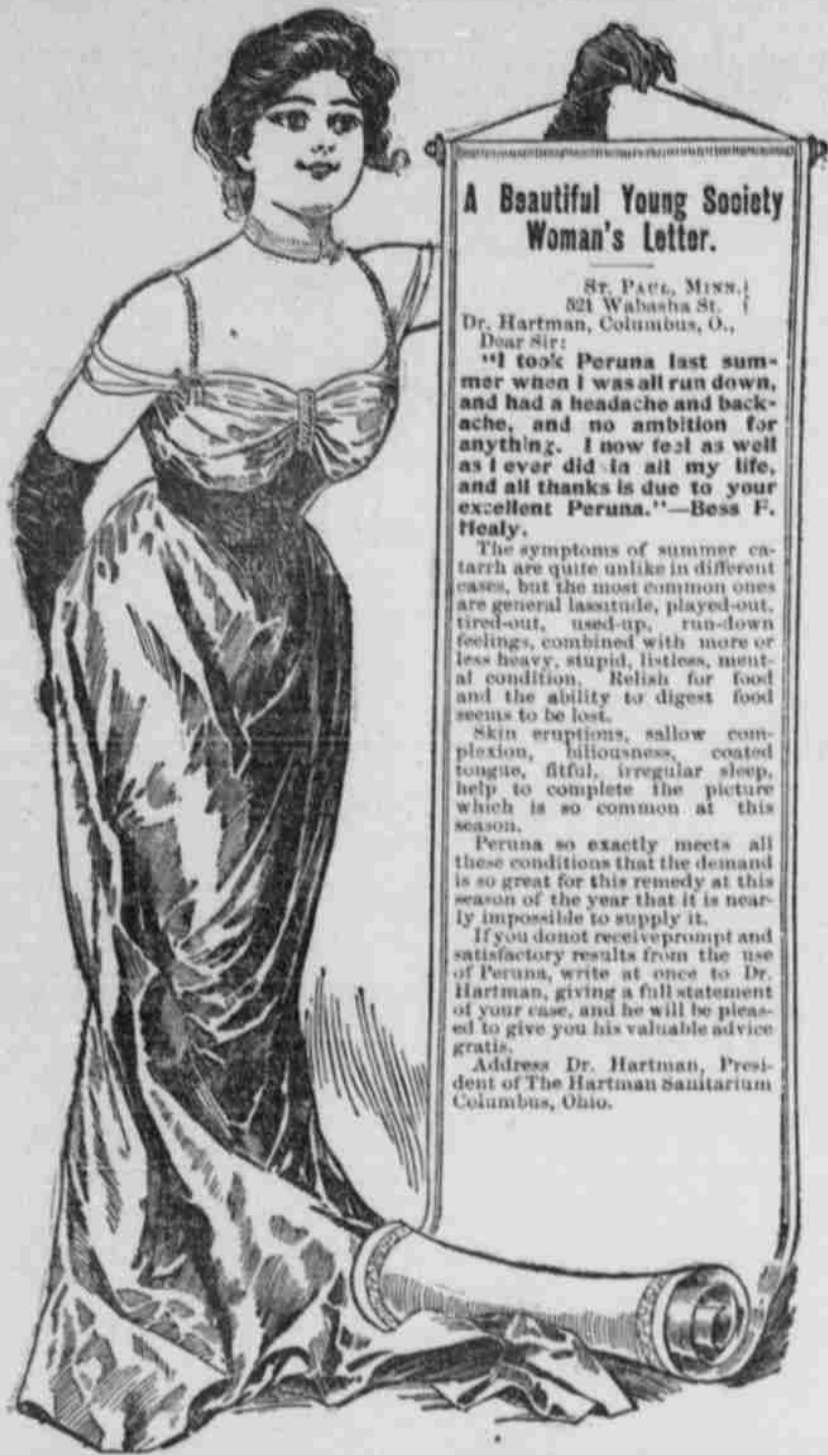 A Beautiful Young Society
Woman's Letter.
St. Paul, Minn.
521 Wabasha St.
Dr. Hartman, Columbus, O.,
Dear Sir:
"I took Peruna last sum-
mer when I was all run down,
and had a headache and back-
ache, and no ambition for
anything. I now feel as well
as I ever did in all my life,
and all thanks is due to your
excellent Peruna."—Bess F.
Healy.
The symptoms of summer ca-
tarrh are quite unlike in different
cases, but the most common ones
are general lassitude, played-out,
tired-out, used-up, run-down
feelings, combined with more or
less heavy, stupid, listless, ment-
al condition. Relish for food
and the ability to digest food
seems to be lost.
Skin eruptions, sallow com-
plexion, biliousness, coated
tongue, fitful, irregular sleep,
help to complete the picture
which is so common at this
season.
Peruna so exactly meets all
these conditions that the demand
is so great for this remedy at this
season of the year that it is near-
ly impossible to supply it.
If you donot receiveprompt and
satisfactory results from the use
of Peruna, write at once to Dr.
Hartman, giving a full statement
of your case, and he will be pleas-
ed to give you his valuable advice
gratis.
Address Dr. Hartman, Presi-
dent of The Hartman Sanitarium
Columbus, Ohio.